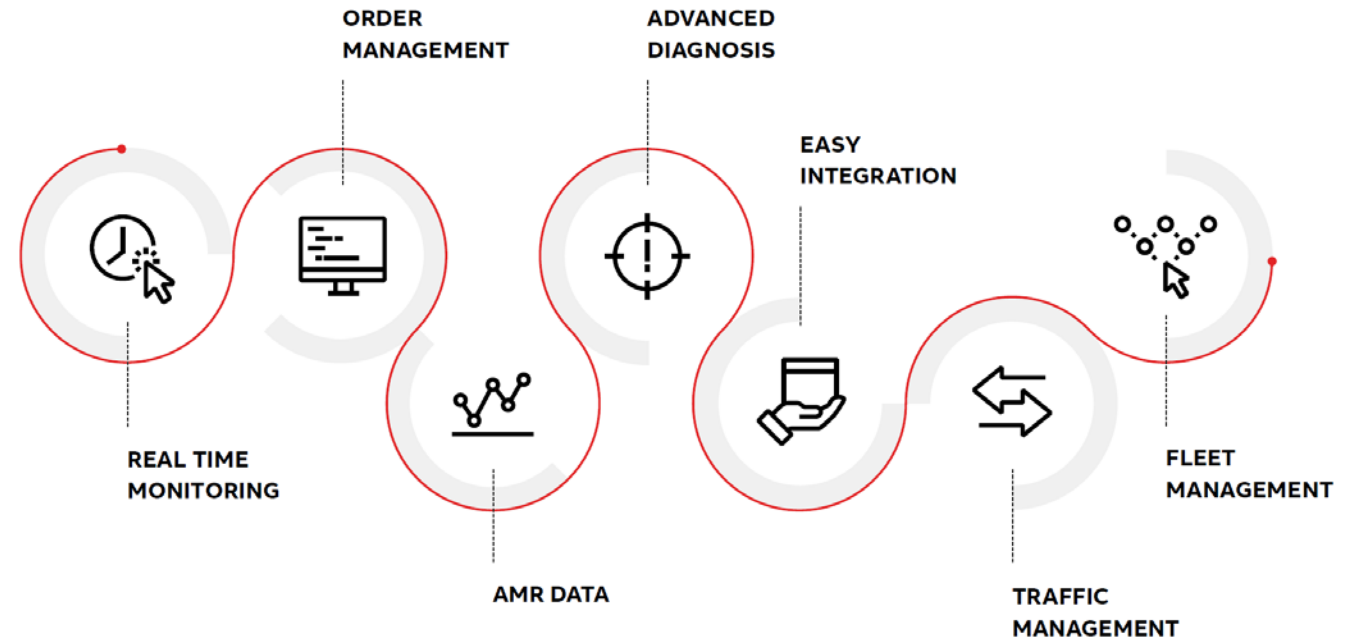 ORDER
MANAGEMENT
ADVANCED
DIAGNOSIS
EASY
INTEGRATION
REAL TIME
MONITORING
FLEET
MANAGEMENT
AMR DATA
TRAFFIC
MANAGEMENT